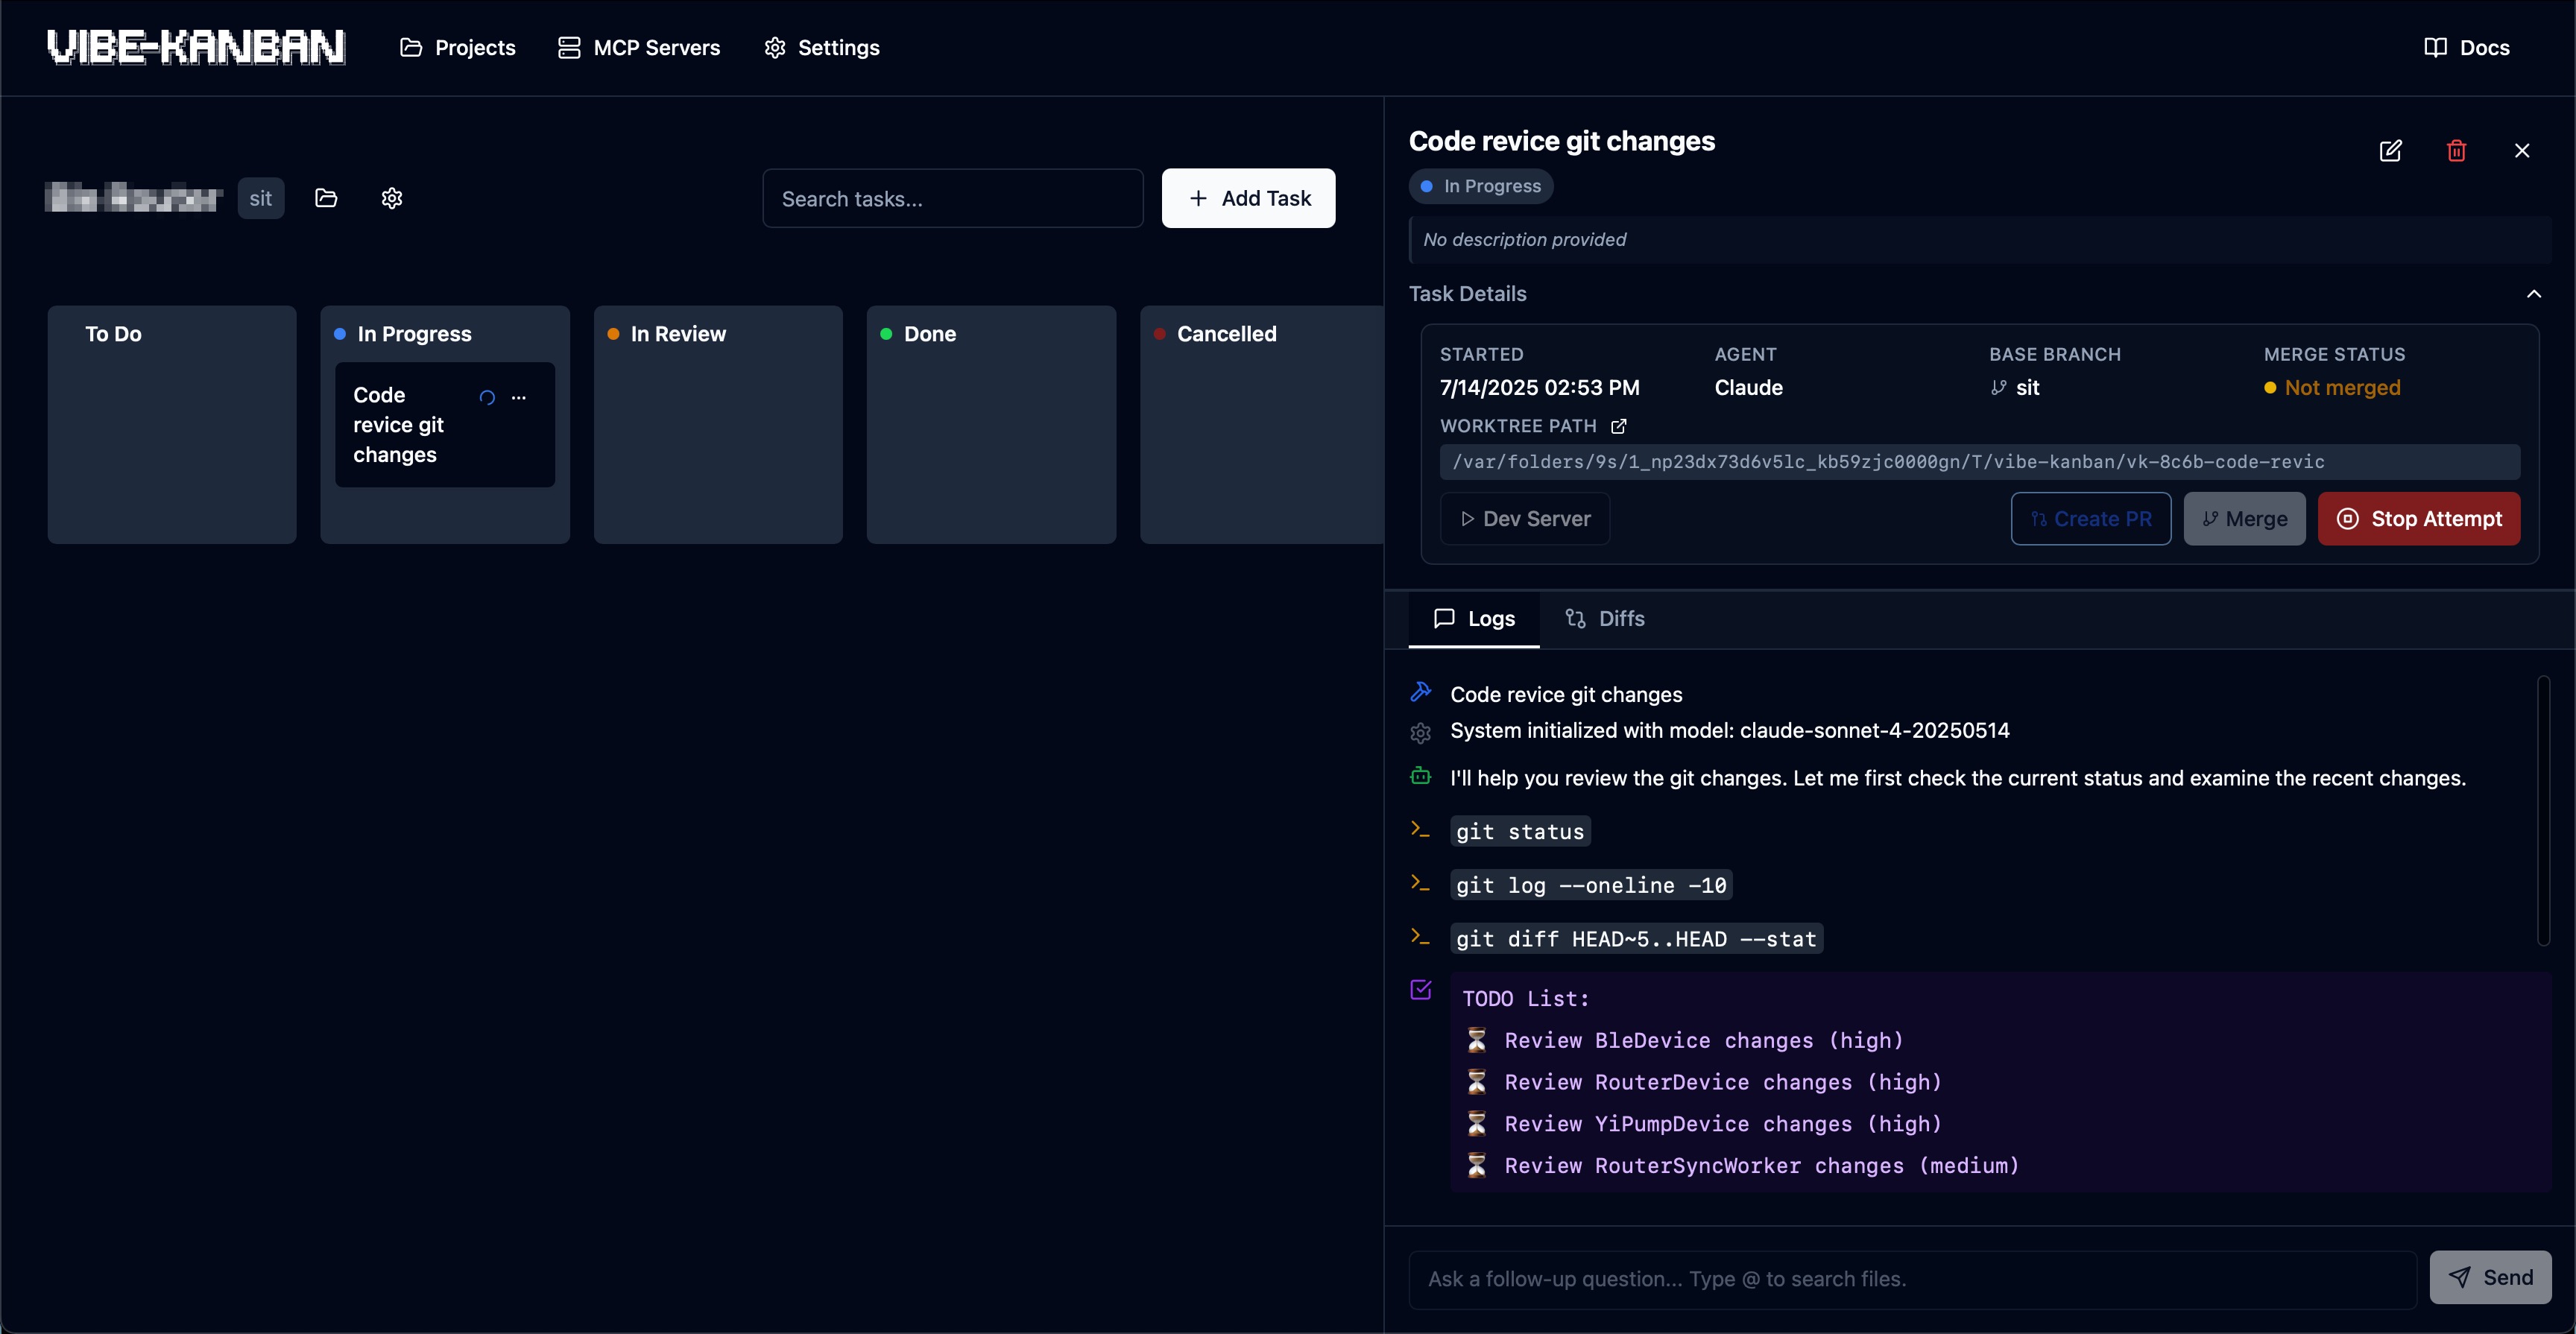 VIBE-KANBAN
Projects
MCP Servers
Settings
Docs
sit
Search tasks...
+ Add Task
To Do
In Progress
Code
revice git
changes
In Review
Done
Cancelled
Code revice git changes
In Progress
No description provided
Task Details
STARTED
7/14/2025 02:53 PM
AGENT
Claude
BASE BRANCH
sit
MERGE STATUS
Not merged
WORKTREE PATH
/var/folders/9s/1_np23dx73d6v5lc_kb59zjc0000gn/T/vibe-kanban/vk-8c6b-code-revic
Dev Server
Create PR
Merge
Stop Attempt
Logs
Diffs
Code revice git changes
System initialized with model: claude-sonnet-4-20250514
I'll help you review the git changes. Let me first check the current status and examine the recent changes.
git status
git log --oneline -10
git diff HEAD~5..HEAD --stat
TODO List:
⏳ Review BleDevice changes (high)
⏳ Review RouterDevice changes (high)
⏳ Review YiPumpDevice changes (high)
⏳ Review RouterSyncWorker changes (medium)
Ask a follow-up question... Type @ to search files.
Send